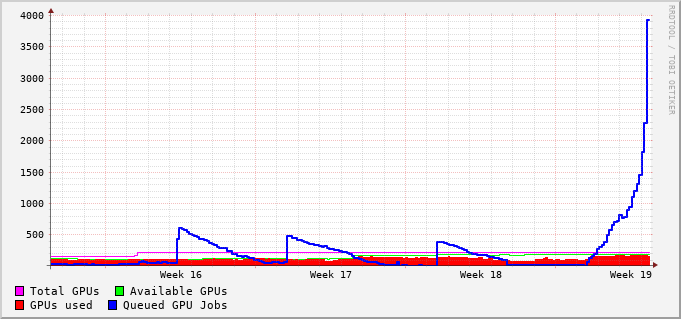 4000
3500
3000
2500
2000
1500
1000
500
Week 16 Week 17 Week 18 Week 19
Total GPUs Available GPUs
GPUs used Queued GPU Jobs
RRDTOOL / TOBI OETIKER